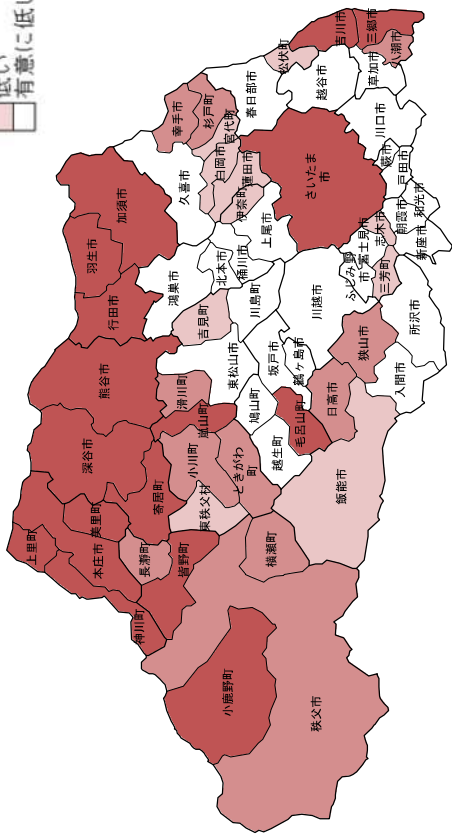 低い
有意に低い
上里町
本庄市
美里町
神川町
深谷市
熊谷市
行田市
羽生市
加須市
寄居町
長瀞町
皆野町
小鹿野町
秩父市
横瀬町
東秩父村
小川町
嵐山町
滑川町
ときがわ
町
吉見町
鴻巣市
久喜市
幸手市
杉戸町
宮代町
白岡市
蓮田市
伊奈町
北本市
桶川市
上尾市
東松山市
川島町
鳩山町
坂戸市
鶴ヶ島市
越生町
毛呂山町
日高市
飯能市
川越市
狭山市
入間市
所沢市
三芳町
ふじみ野
市
富士見市
志木市
新座市
朝霞市
和光市
さいたま
市
戸田市
蕨市
川口市
草加市
越谷市
春日部市
松伏町
吉川市
三郷市
八潮市